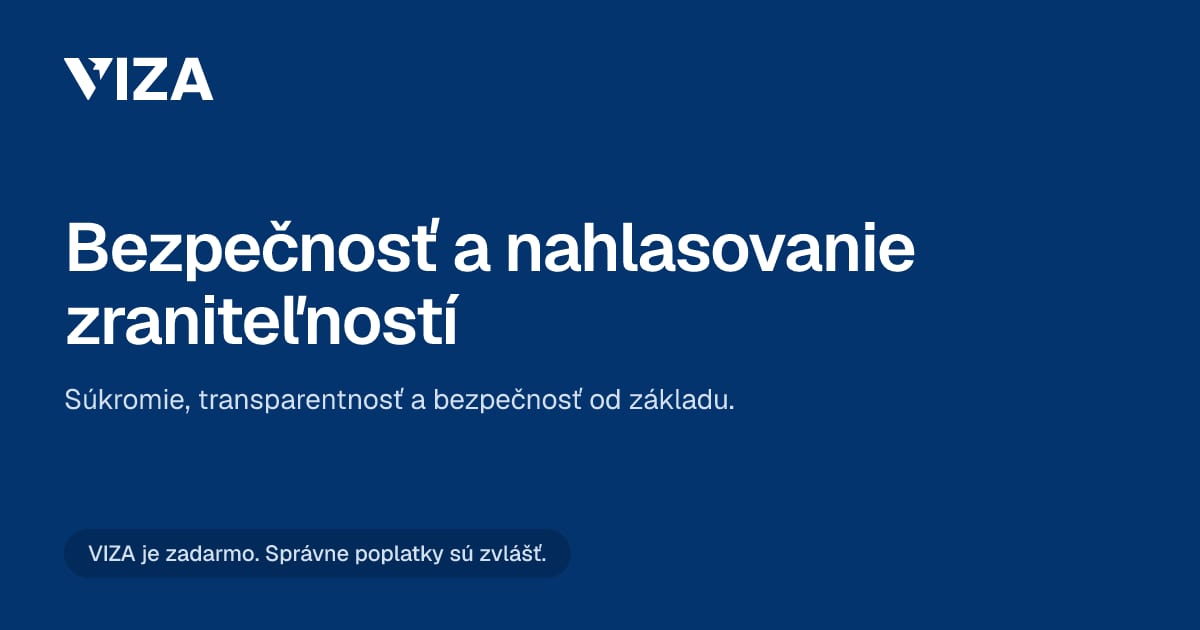 VIZA
Bezpečnosť a nahlasovanie
zraniteľností
Súkromie, transparentnosť a bezpečnosť od základu.
VIZA je zadarmo. Správne poplatky sú zvlášť.